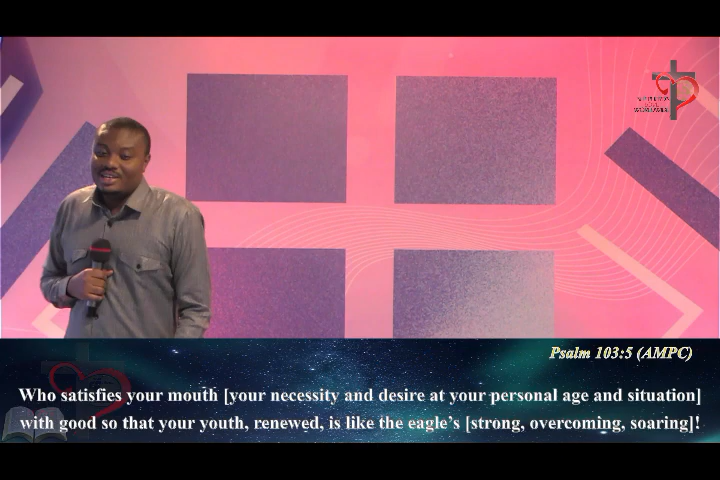 WORLDWIDE
Psalm 103:5 (AMPC)
Who satisfies your mouth [your necessity and desire at your personal age and situation]
with good so that your youth, renewed, is like the eagle's [strong, overcoming, soaring]!